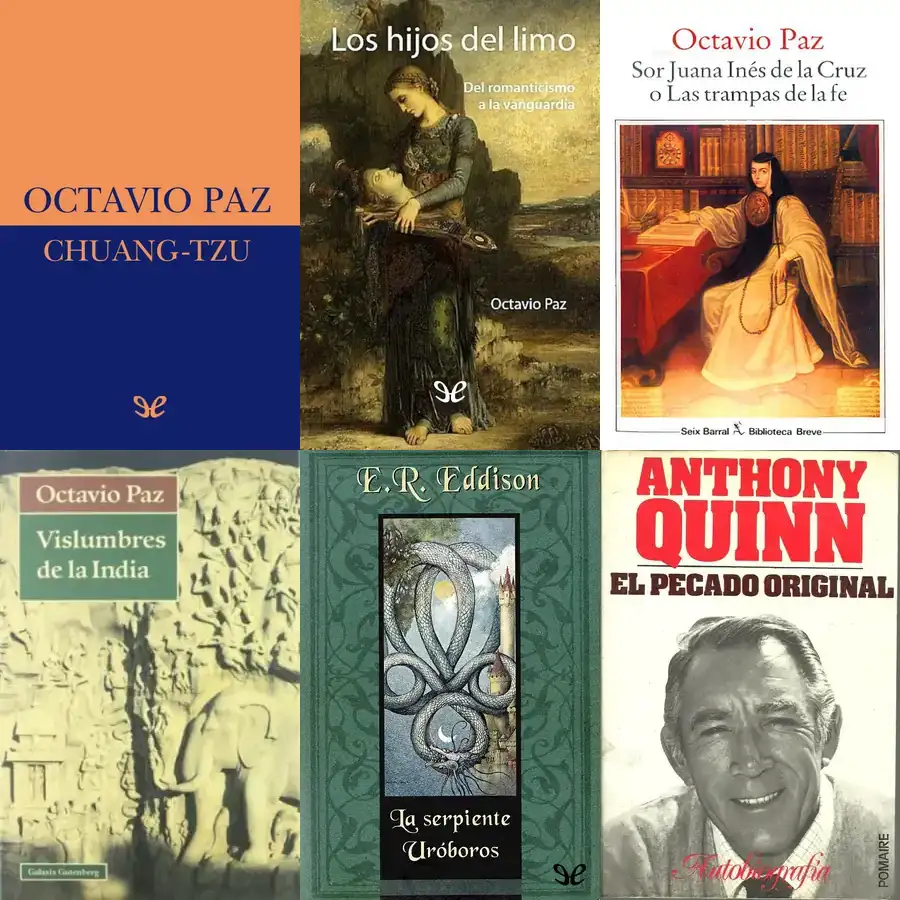 OCTAVIO PAZ
CHUANG-TZU
Los hijos del limo
Del romanticismo
a la vanguardia
Octavio Paz
Octavio Paz
Sor Juana Inés de la Cruz
o Las trampas de la fe
Seix Barral Biblioteca Breve
Octavio Paz
Vislumbres
de la India
Galaxia Gutenberg
E. R. Eddison
La serpiente
Uróboros
ANTHONY
QUINN
EL PECADO ORIGINAL
Autobiografía
POMAIRE